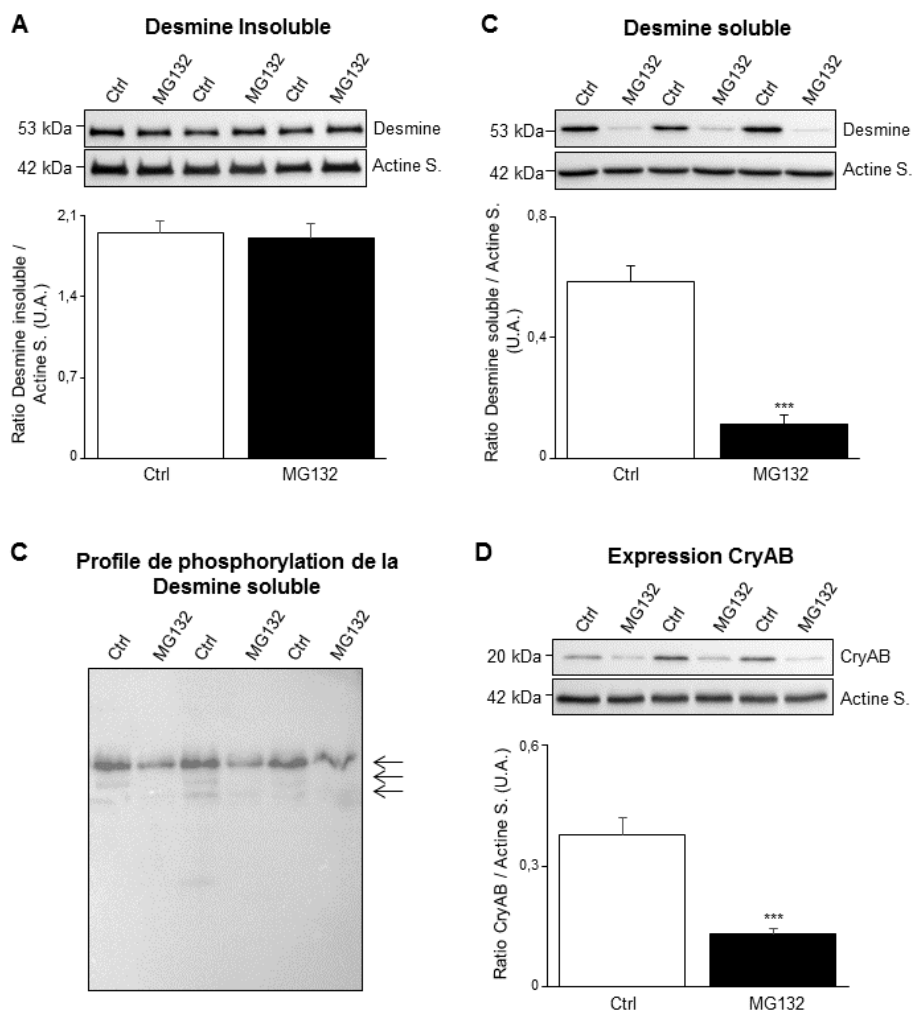 A
Desmine Insoluble
Ctrl MG132 Ctrl MG132 Ctrl MG132
53 kDa Desmine
42 kDa Actine S.
Ratio Desmine insoluble /
Actine S. (U.A.)
2,1
1,4
0,7
0
Ctrl MG132
C
Desmine soluble
Ctrl MG132 Ctrl MG132 Ctrl MG132
53 kDa Desmine
42 kDa Actine S.
Ratio Desmine soluble / Actine S.
(U.A.)
0,8
0,4
0
***
Ctrl MG132
C
Profile de phosphorylation de la
Desmine soluble
Ctrl MG132 Ctrl MG132 Ctrl MG132
D
Expression CryAB
Ctrl MG132 Ctrl MG132 Ctrl MG132
20 kDa CryAB
42 kDa Actine S.
Ratio CryAB / Actine S. (U.A.)
0,6
0,3
0
***
Ctrl MG132